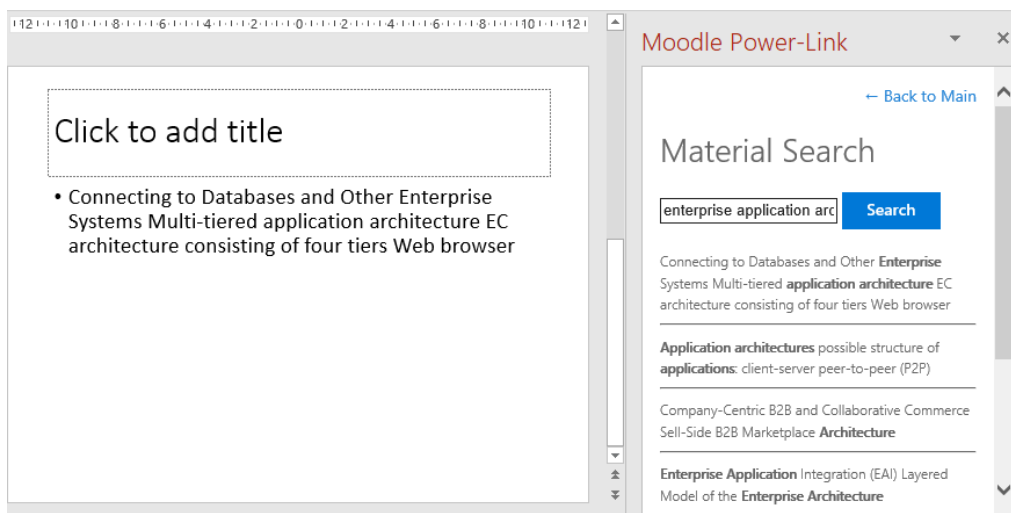 12 10 8 6 4 2 0 2 4 6 8 10 12
Click to add title
• Connecting to Databases and Other Enterprise
Systems Multi-tiered application architecture EC
architecture consisting of four tiers Web browser
Moodle Power-Link
← Back to Main
Material Search
enterprise application arc
Search
Connecting to Databases and Other Enterprise
Systems Multi-tiered application architecture EC
architecture consisting of four tiers Web browser
Application architectures possible structure of
applications: client-server peer-to-peer (P2P)
Company-Centric B2B and Collaborative Commerce
Sell-Side B2B Marketplace Architecture
Enterprise Application Integration (EAI) Layered
Model of the Enterprise Architecture